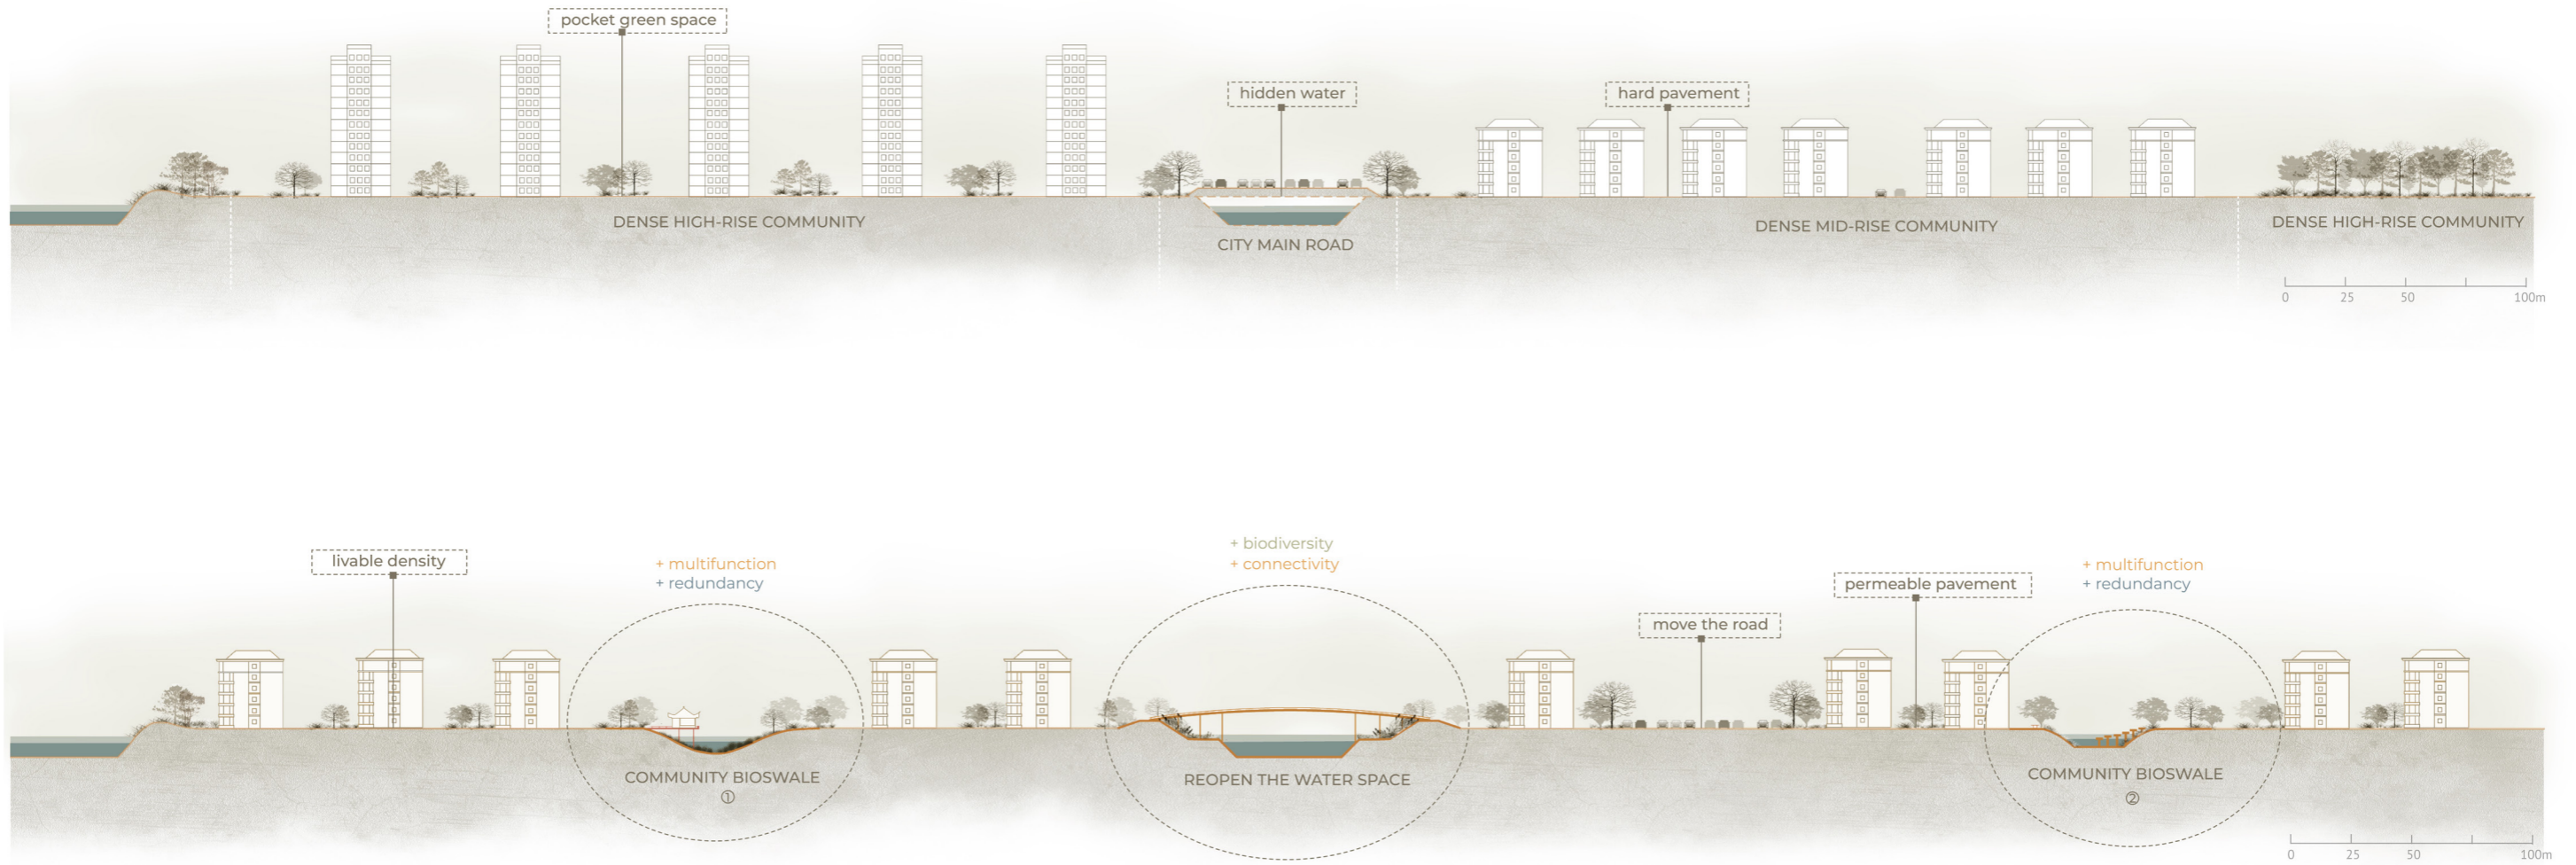 pocket green space
hidden water
hard pavement
DENSE HIGH-RISE COMMUNITY
CITY MAIN ROAD
DENSE MID-RISE COMMUNITY
DENSE HIGH-RISE COMMUNITY
0 25 50 100m
livable density
+ multifunction
+ redundancy
+ biodiversity
+ connectivity
move the road
permeable pavement
+ multifunction
+ redundancy
COMMUNITY BIOSWALE
①
REOPEN THE WATER SPACE
COMMUNITY BIOSWALE
②
0 25 50 100m